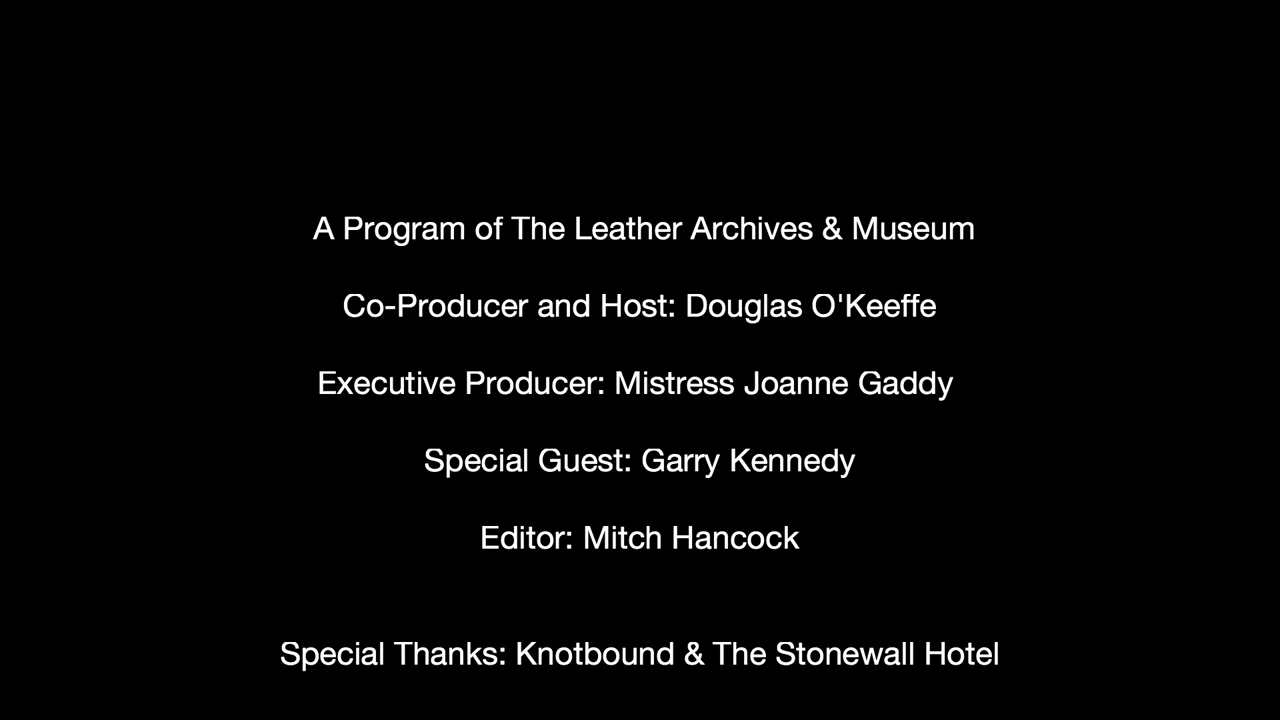 A Program of The Leather Archives & Museum
Co-Producer and Host: Douglas O'Keeffe
Executive Producer: Mistress Joanne Gaddy
Special Guest: Garry Kennedy
Editor: Mitch Hancock
Special Thanks: Knotbound & The Stonewall Hotel